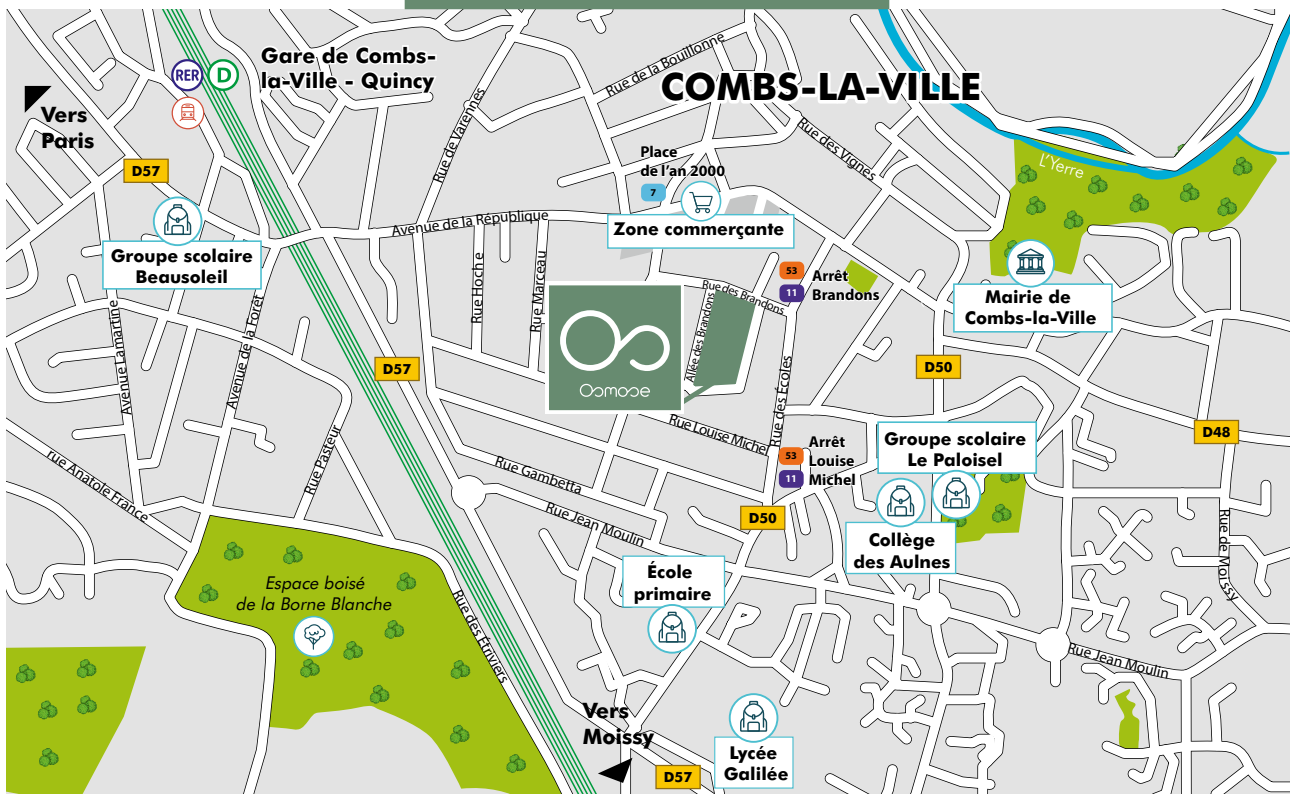 Gare de Combs-
la-Ville - Quincy
RER
D
COMBS-LA-VILLE
Vers
Paris
Rue de la Bouillonne
Rue de Varennes
Rue des Vignes
L'Yerre
D57
Place
de l'an 2000
7
Zone commerçante
Avenue de la République
Groupe scolaire
Beausoleil
Rue Hoche
Rue Marceau
53
11
Arrêt
Brandons
Rue des Brandons
Allée des Brandons
Mairie de
Combs-la-Ville
Osmose
Avenue Lamartine
Avenue de la Forêt
D57
D50
Rue des Écoles
Rue Louise Michel
D48
Rue Pasteur
rue Anatole France
53
11
Arrêt
Louise
Michel
Groupe scolaire
Le Paloisel
Rue Gambetta
Rue Jean Moulin
D50
Collège
des Aulnes
Rue de Moissy
École
primaire
Espace boisé
de la Borne Blanche
Rue des Étriviers
Rue Jean Moulin
Vers
Moissy
Lycée
Galilée
D57